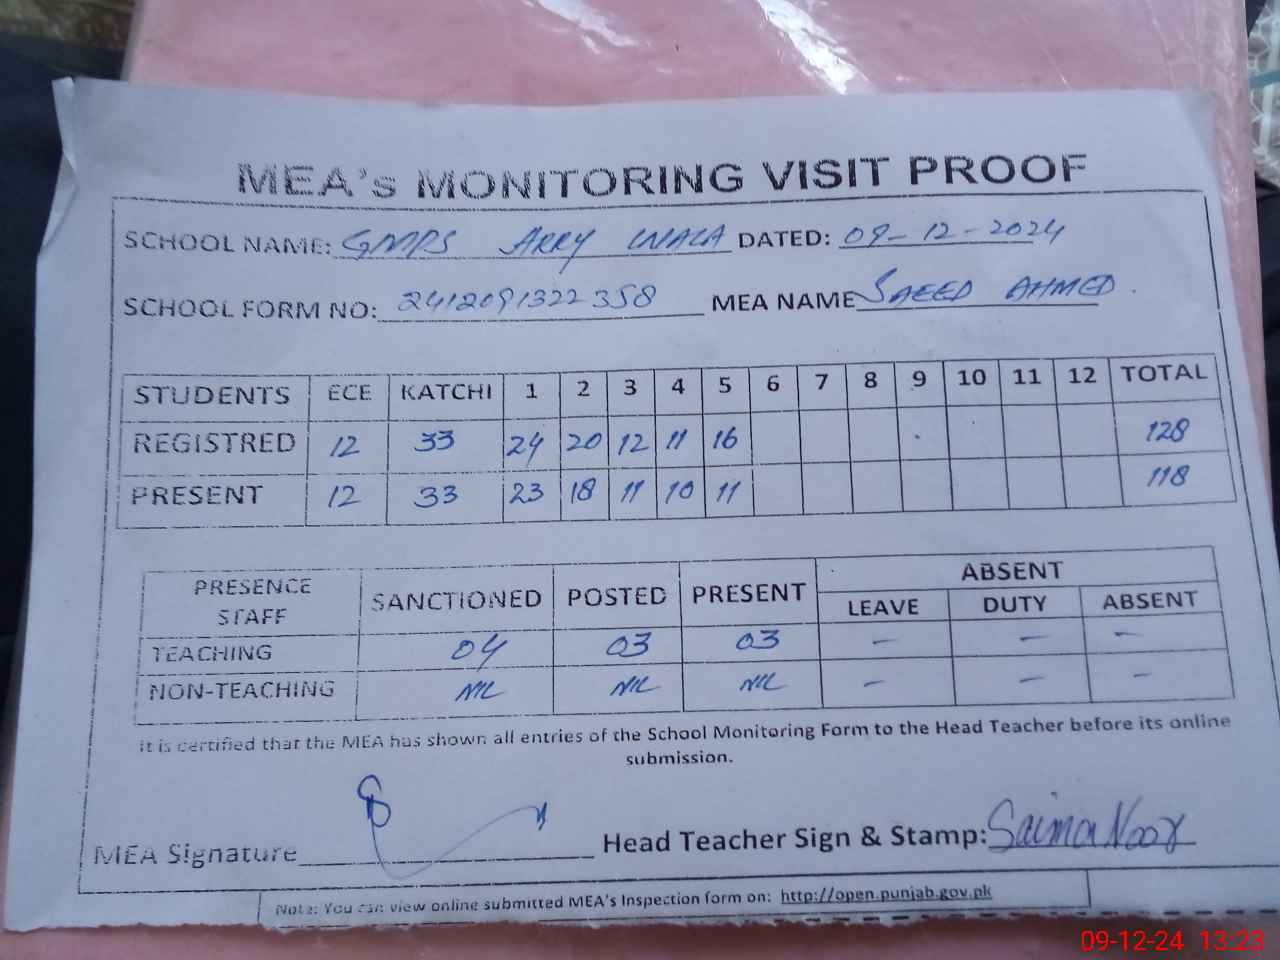 MEA's MONITORING VISIT PROOF
SCHOOL NAME: GMPS ARRY WALA DATED: 09-12-2024
SCHOOL FORM NO: 2412091322358 MEA NAME SAEED AHMED.
STUDENTS ECE KATCHI 1 2 3 4 5 6 7 8 9 10 11 12 TOTAL
REGISTRED 12 33 24 20 12 11 16 128
PRESENT 12 33 23 18 11 10 11 118
PRESENCE STAFF SANCTIONED POSTED PRESENT ABSENT
LEAVE DUTY ABSENT
TEACHING 04 03 03 – – –
NON-TEACHING NIL NIL NIL – – –
It is certified that the MEA has shown all entries of the School Monitoring Form to the Head Teacher before its online
submission.
MEA Signature Head Teacher Sign & Stamp: Saima Noor
Note: You can view online submitted MEA's Inspection form on: http://open.punjab.gov.pk
09-12-24 13:23